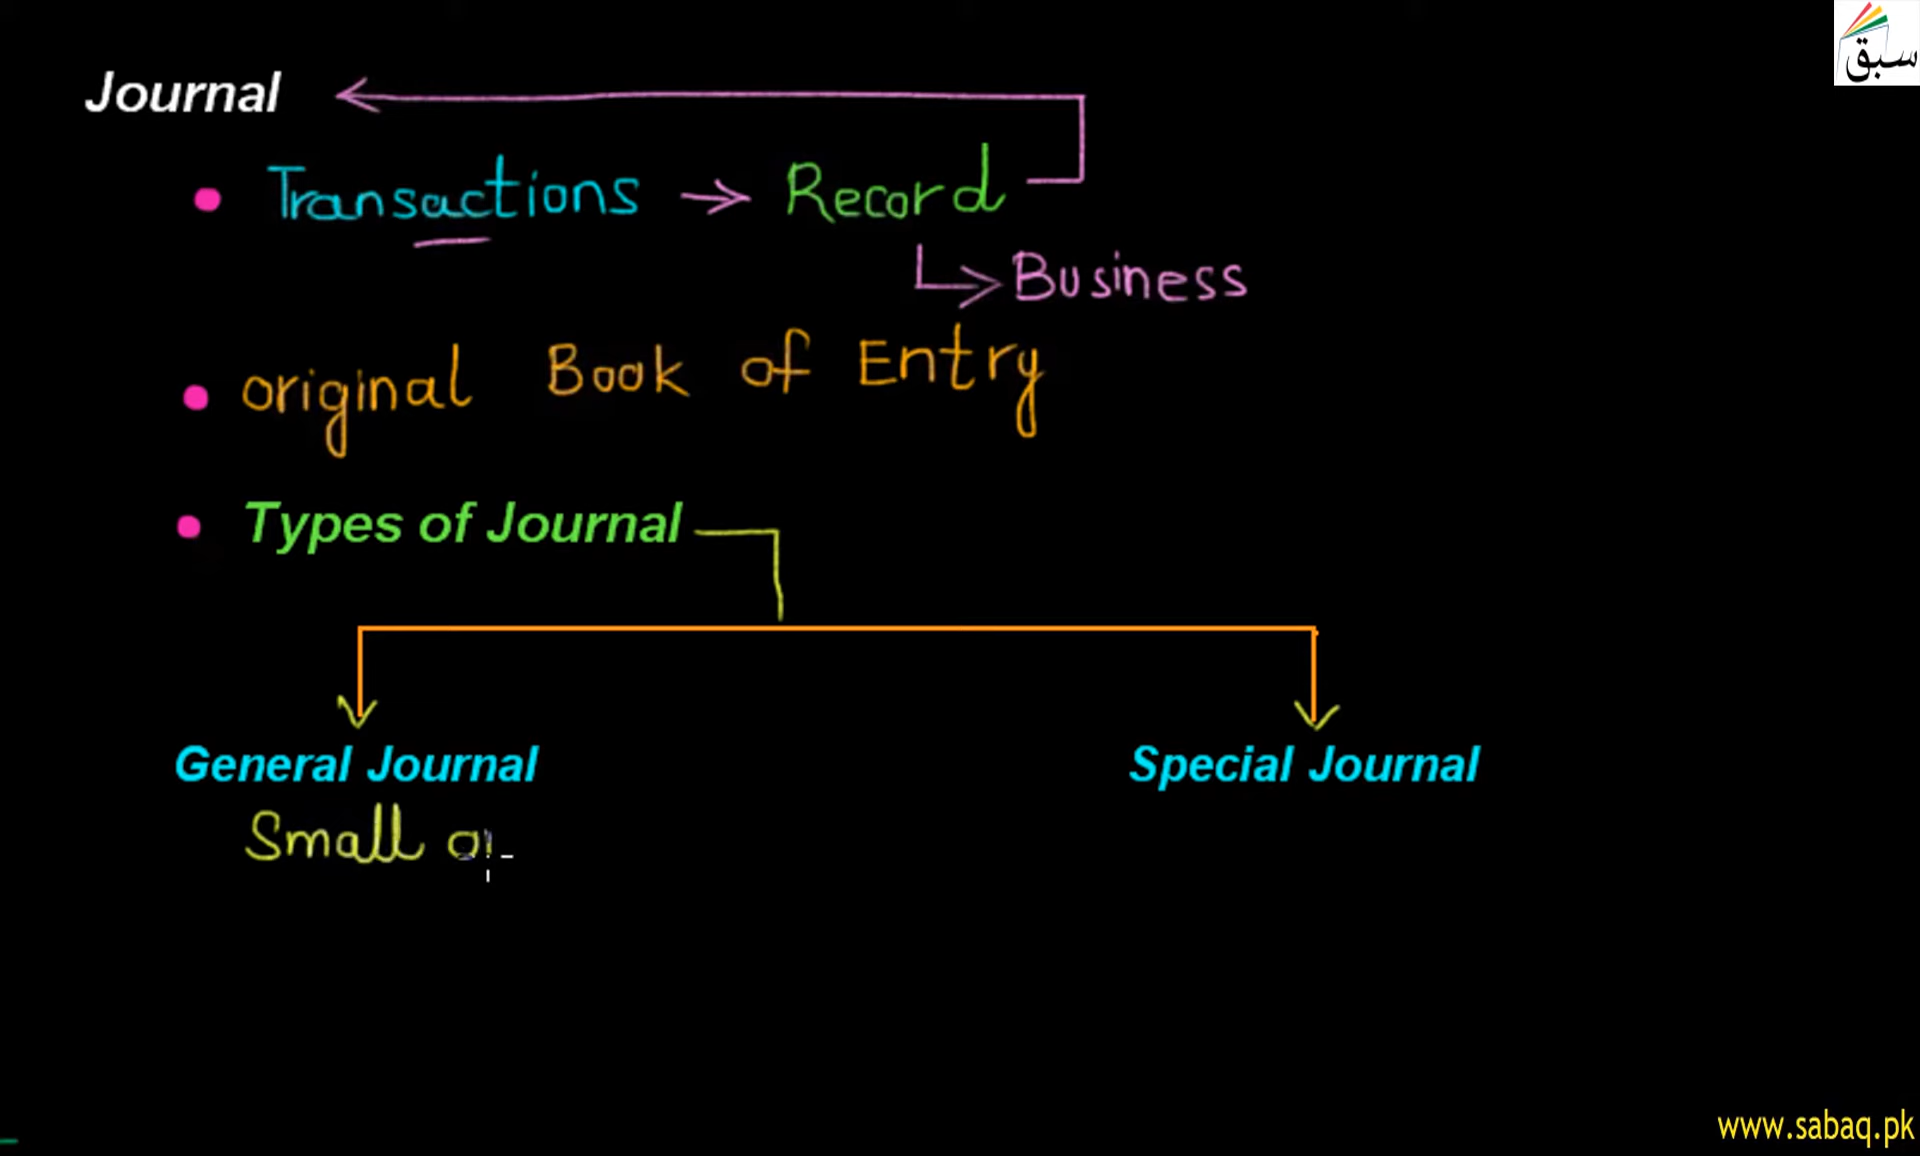 سبق
Journal
Transactions → Record
Business
original Book of Entry
Types of Journal
General Journal
Special Journal
Small
www.sabaq.pk